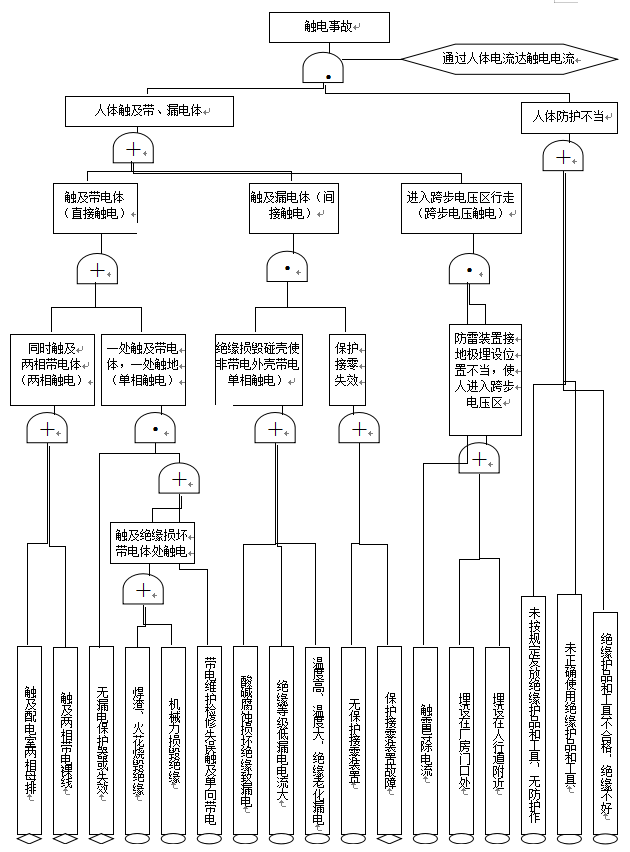 触电事故
通过人体电流达触电电流
人体触及带、漏电体
人体防护不当
触及带电体
（直接触电）
触及漏电体（间
接触电）
进入跨步电压区行走
（跨步电压触电）
同时触及
两相带电体
（两相触电）
一处触及带电
体，一处触地
（单相触电）
绝缘损毁碰壳使
非带电外壳带电
单相触电）
保护
接零
失效
防雷装置接
地极埋设位
置不当，使
人进入跨步
电压区
触及绝缘损坏
带电体处触电
触及配电室两相母排
触及两相带电裸线
无漏电保护器或失效
焊渣、火花烧毁绝缘
机械力损毁绝缘
带电维护检修失误触及单向带电
酸碱腐蚀损坏绝缘致漏电
绝缘等级低漏电电流大
温度高、湿度大，绝缘老化漏电
无保护接零装置
保护接零装置故障
触雷导除电流
埋设在厂房门口处
埋设在人行道附近
未按规定发放绝缘护品和工具，无防护作
未正确使用绝缘护品和工具
绝缘护品和工具不合格，绝缘不好